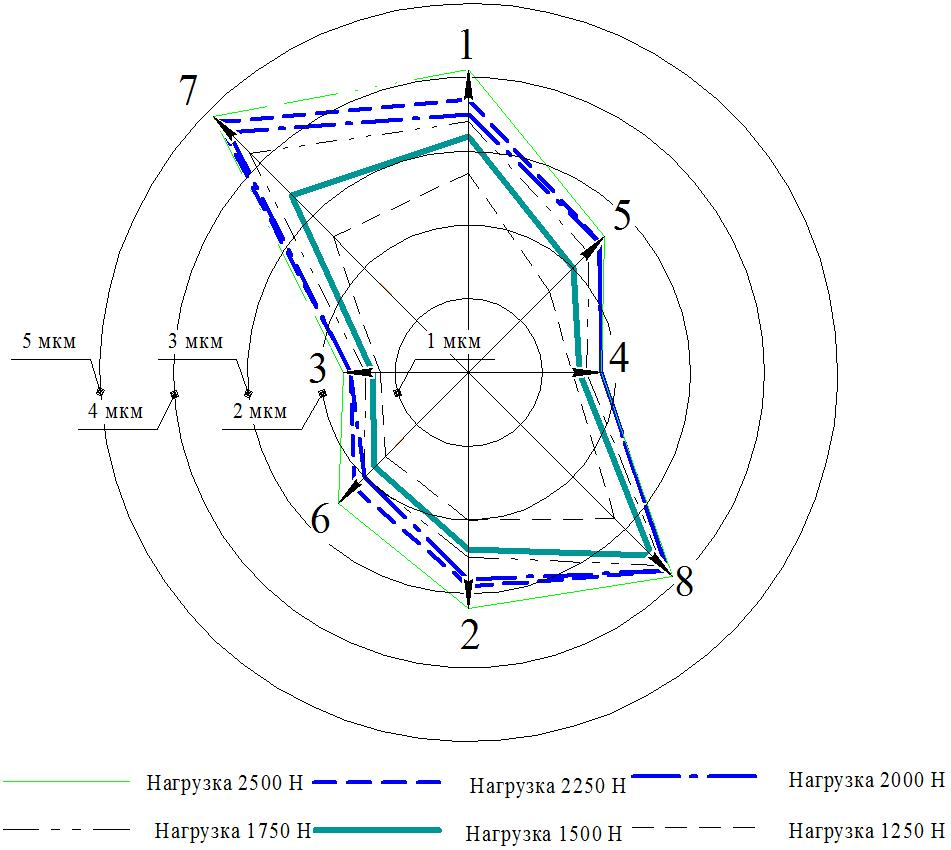 1
7
5
5 мкм
3 мкм
1 мкм
3
4
4 мкм
2 мкм
6
8
2
Нагрузка 2500 Н
Нагрузка 2250 Н
Нагрузка 2000 Н
Нагрузка 1750 Н
Нагрузка 1500 Н
Нагрузка 1250 Н